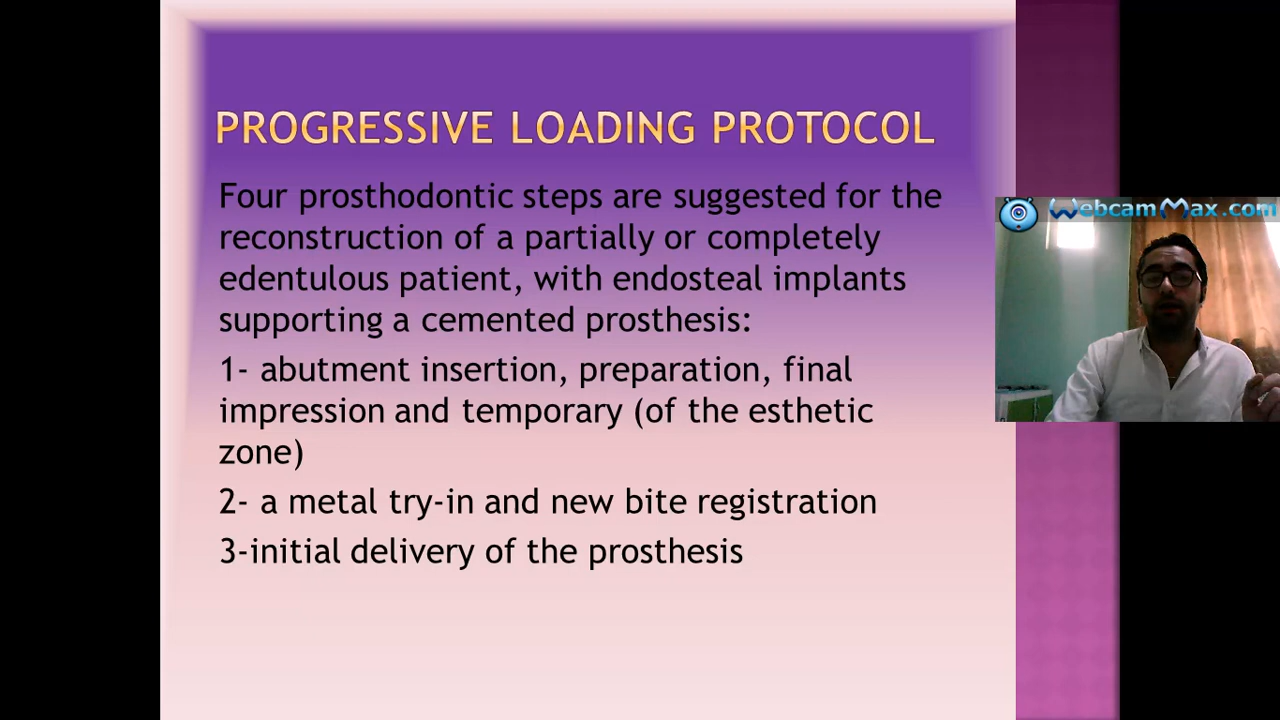 PROGRESSIVE LOADING PROTOCOL
Four prosthodontic steps are suggested for the
reconstruction of a partially or completely
edentulous patient, with endosteal implants
supporting a cemented prosthesis:
1- abutment insertion, preparation, final
impression and temporary (of the esthetic
zone)
2- a metal try-in and new bite registration
3-initial delivery of the prosthesis
WebcamMax.com